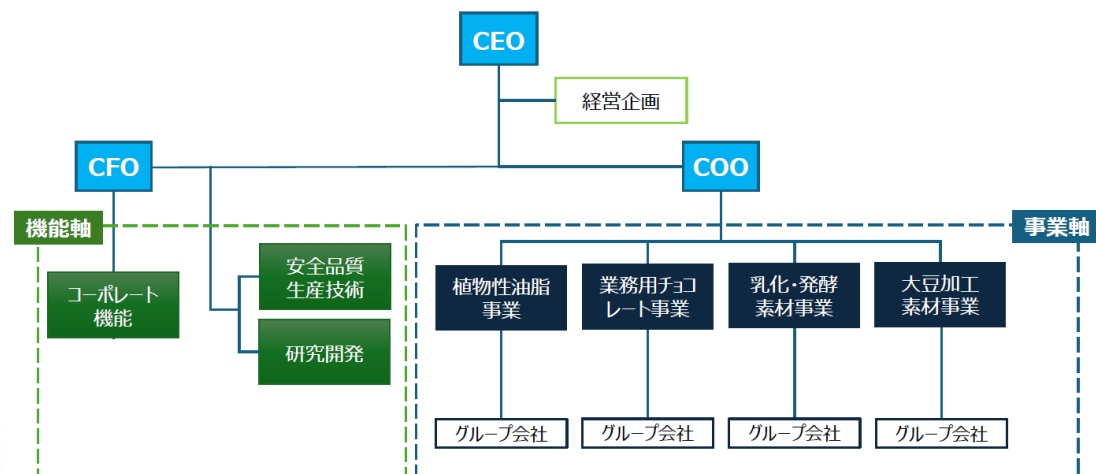 CEO
経営企画
CFO
COO
機能軸
事業軸
コーポレート
機能
安全品質
生産技術
研究開発
植物性油脂
事業
業務用チョコ
レート事業
乳化・発酵
素材事業
大豆加工
素材事業
グループ会社
グループ会社
グループ会社
グループ会社